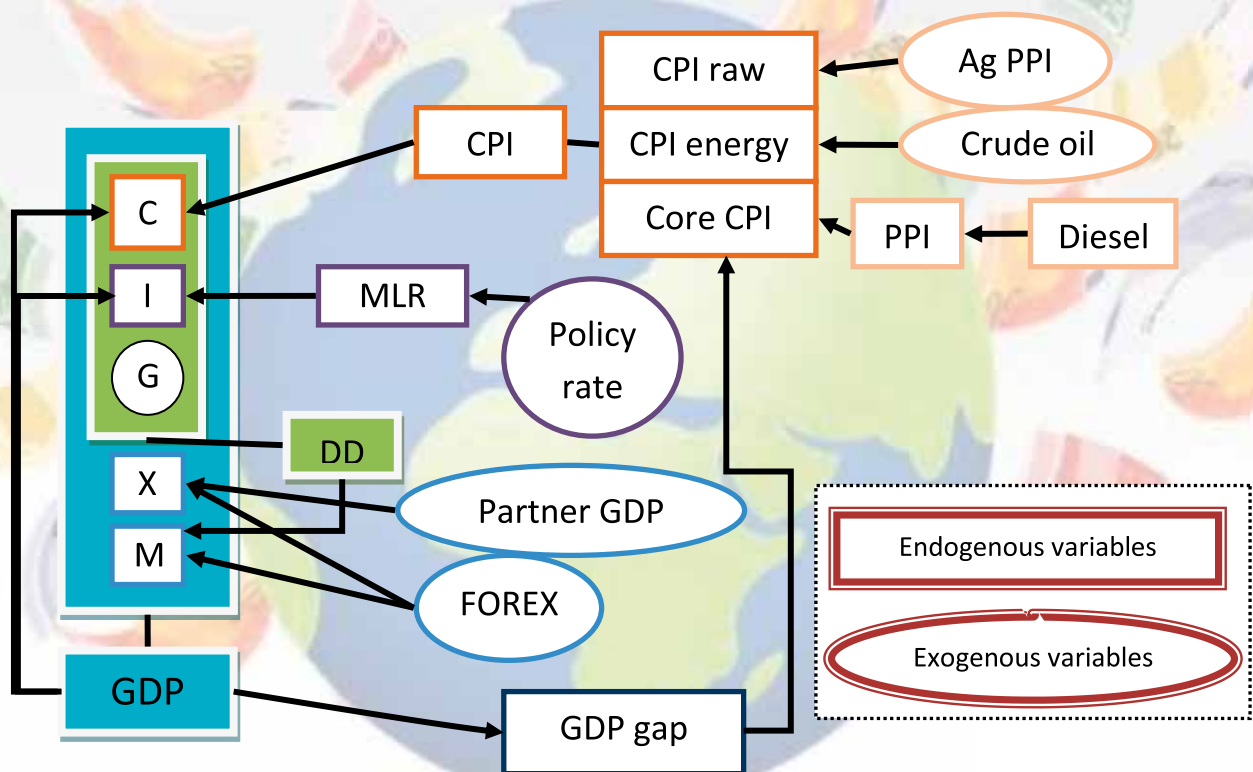 CPI raw
Ag PPI
CPI
CPI energy
Crude oil
C
Core CPI
PPI
Diesel
I
MLR
Policy
rate
G
DD
X
Partner GDP
M
FOREX
Endogenous variables
Exogenous variables
GDP
GDP gap